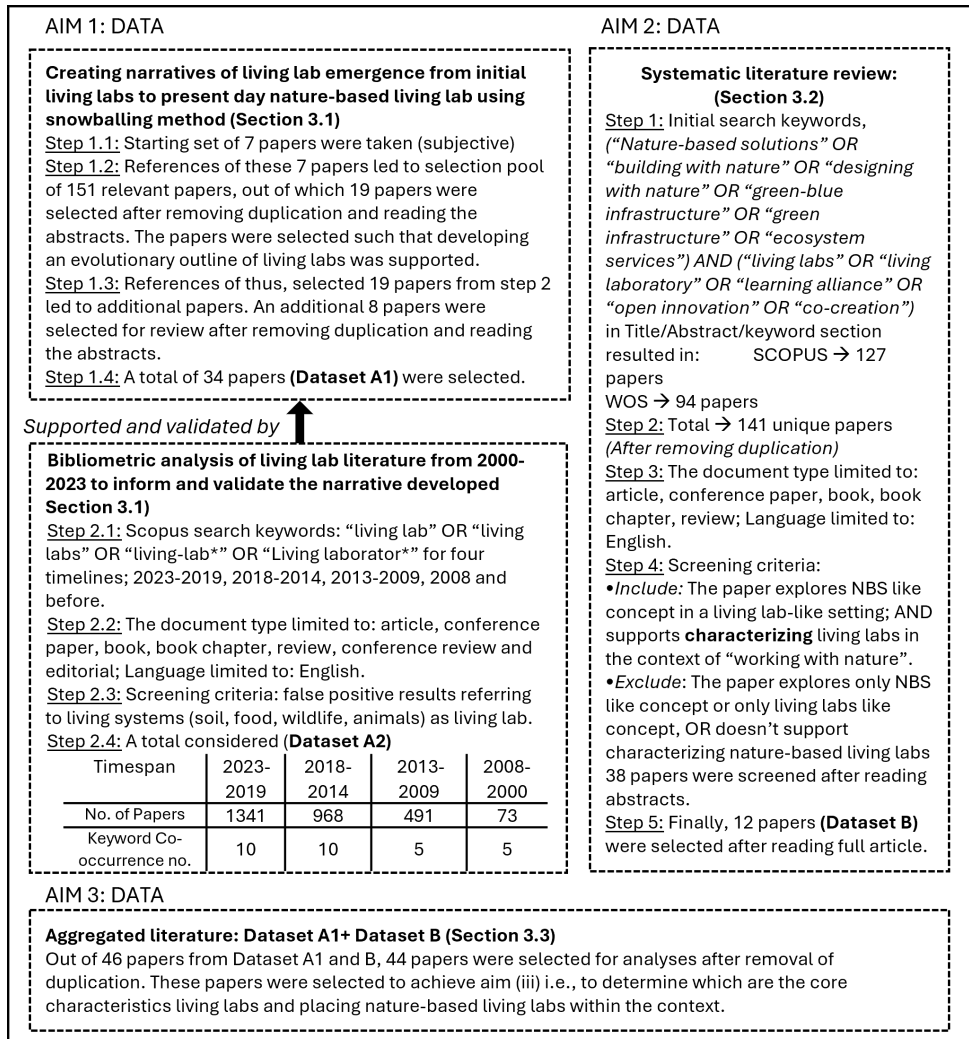 AIM 1: DATA
Creating narratives of living lab emergence from initial
living labs to present day nature-based living lab using
snowballing method (Section 3.1)
Step 1.1: Starting set of 7 papers were taken (subjective)
Step 1.2: References of these 7 papers led to selection pool
of 151 relevant papers, out of which 19 papers were
selected after removing duplication and reading the
abstracts. The papers were selected such that developing
an evolutionary outline of living labs was supported.
Step 1.3: References of thus, selected 19 papers from step 2
led to additional papers. An additional 8 papers were
selected for review after removing duplication and reading
the abstracts.
Step 1.4: A total of 34 papers (Dataset A1) were selected.
Supported and validated by
Bibliometric analysis of living lab literature from 2000-
2023 to inform and validate the narrative developed
Section 3.1)
Step 2.1: Scopus search keywords: “living lab” OR “living
labs” OR “living-lab*” OR “Living laborator*” for four
timelines; 2023-2019, 2018-2014, 2013-2009, 2008 and
before.
Step 2.2: The document type limited to: article, conference
paper, book, book chapter, review, conference review and
editorial; Language limited to: English.
Step 2.3: Screening criteria: false positive results referring
to living systems (soil, food, wildlife, animals) as living lab.
Step 2.4: A total considered (Dataset A2)
Timespan 2023-2019 2018-2014 2013-2009 2008-2000
No. of Papers 1341 968 491 73
Keyword Co-occurrence no. 10 10 5 5
AIM 2: DATA
Systematic literature review:
(Section 3.2)
Step 1: Initial search keywords,
(“Nature-based solutions” OR
“building with nature” OR “designing
with nature” OR “green-blue
infrastructure” OR “green
infrastructure” OR “ecosystem
services”) AND (“living labs” OR “living
laboratory” OR “learning alliance” OR
“open innovation” OR “co-creation”)
in Title/Abstract/keyword section
resulted in: SCOPUS → 127
papers
WOS → 94 papers
Step 2: Total → 141 unique papers
(After removing duplication)
Step 3: The document type limited to:
article, conference paper, book, book
chapter, review; Language limited to:
English.
Step 4: Screening criteria:
•Include: The paper explores NBS like
concept in a living lab-like setting; AND
supports characterizing living labs in
the context of “working with nature”.
•Exclude: The paper explores only NBS
like concept or only living labs like
concept, OR doesn’t support
characterizing nature-based living labs
38 papers were screened after reading
abstracts.
Step 5: Finally, 12 papers (Dataset B)
were selected after reading full article.
AIM 3: DATA
Aggregated literature: Dataset A1+ Dataset B (Section 3.3)
Out of 46 papers from Dataset A1 and B, 44 papers were selected for analyses after removal of
duplication. These papers were selected to achieve aim (iii) i.e., to determine which are the core
characteristics living labs and placing nature-based living labs within the context.